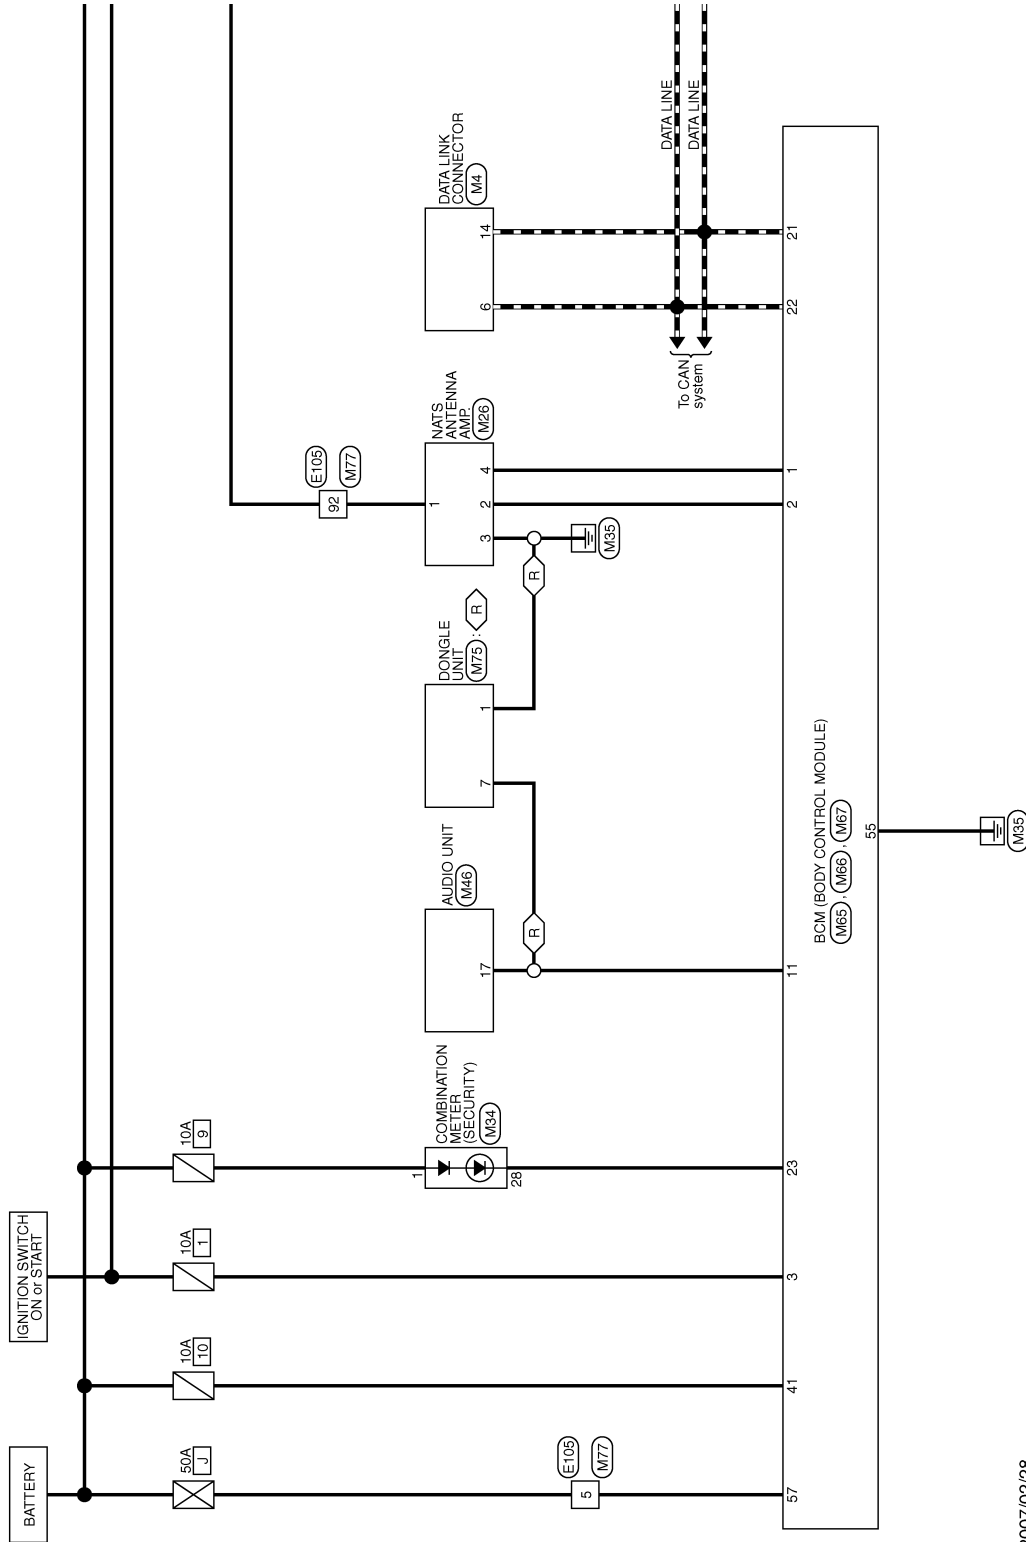 BATTERY
IGNITION SWITCH
ON or START
50A
J
10A
10
10A
1
10A
9
E105
5
M77
COMBINATION
METER
(SECURITY)
M34
1
28
AUDIO UNIT
M46
17
R
DONGLE
UNIT
M75 : R
7
1
R
E105
92
M77
NATS
ANTENNA
AMP.
M26
1
3
2
4
M35
DATA LINK
CONNECTOR
M4
6
14
DATA LINE
DATA LINE
To CAN
system
57
41
3
23
11
2
1
22
21
BCM (BODY CONTROL MODULE)
M65 , M66 , M67
55
M35
2007/02/28